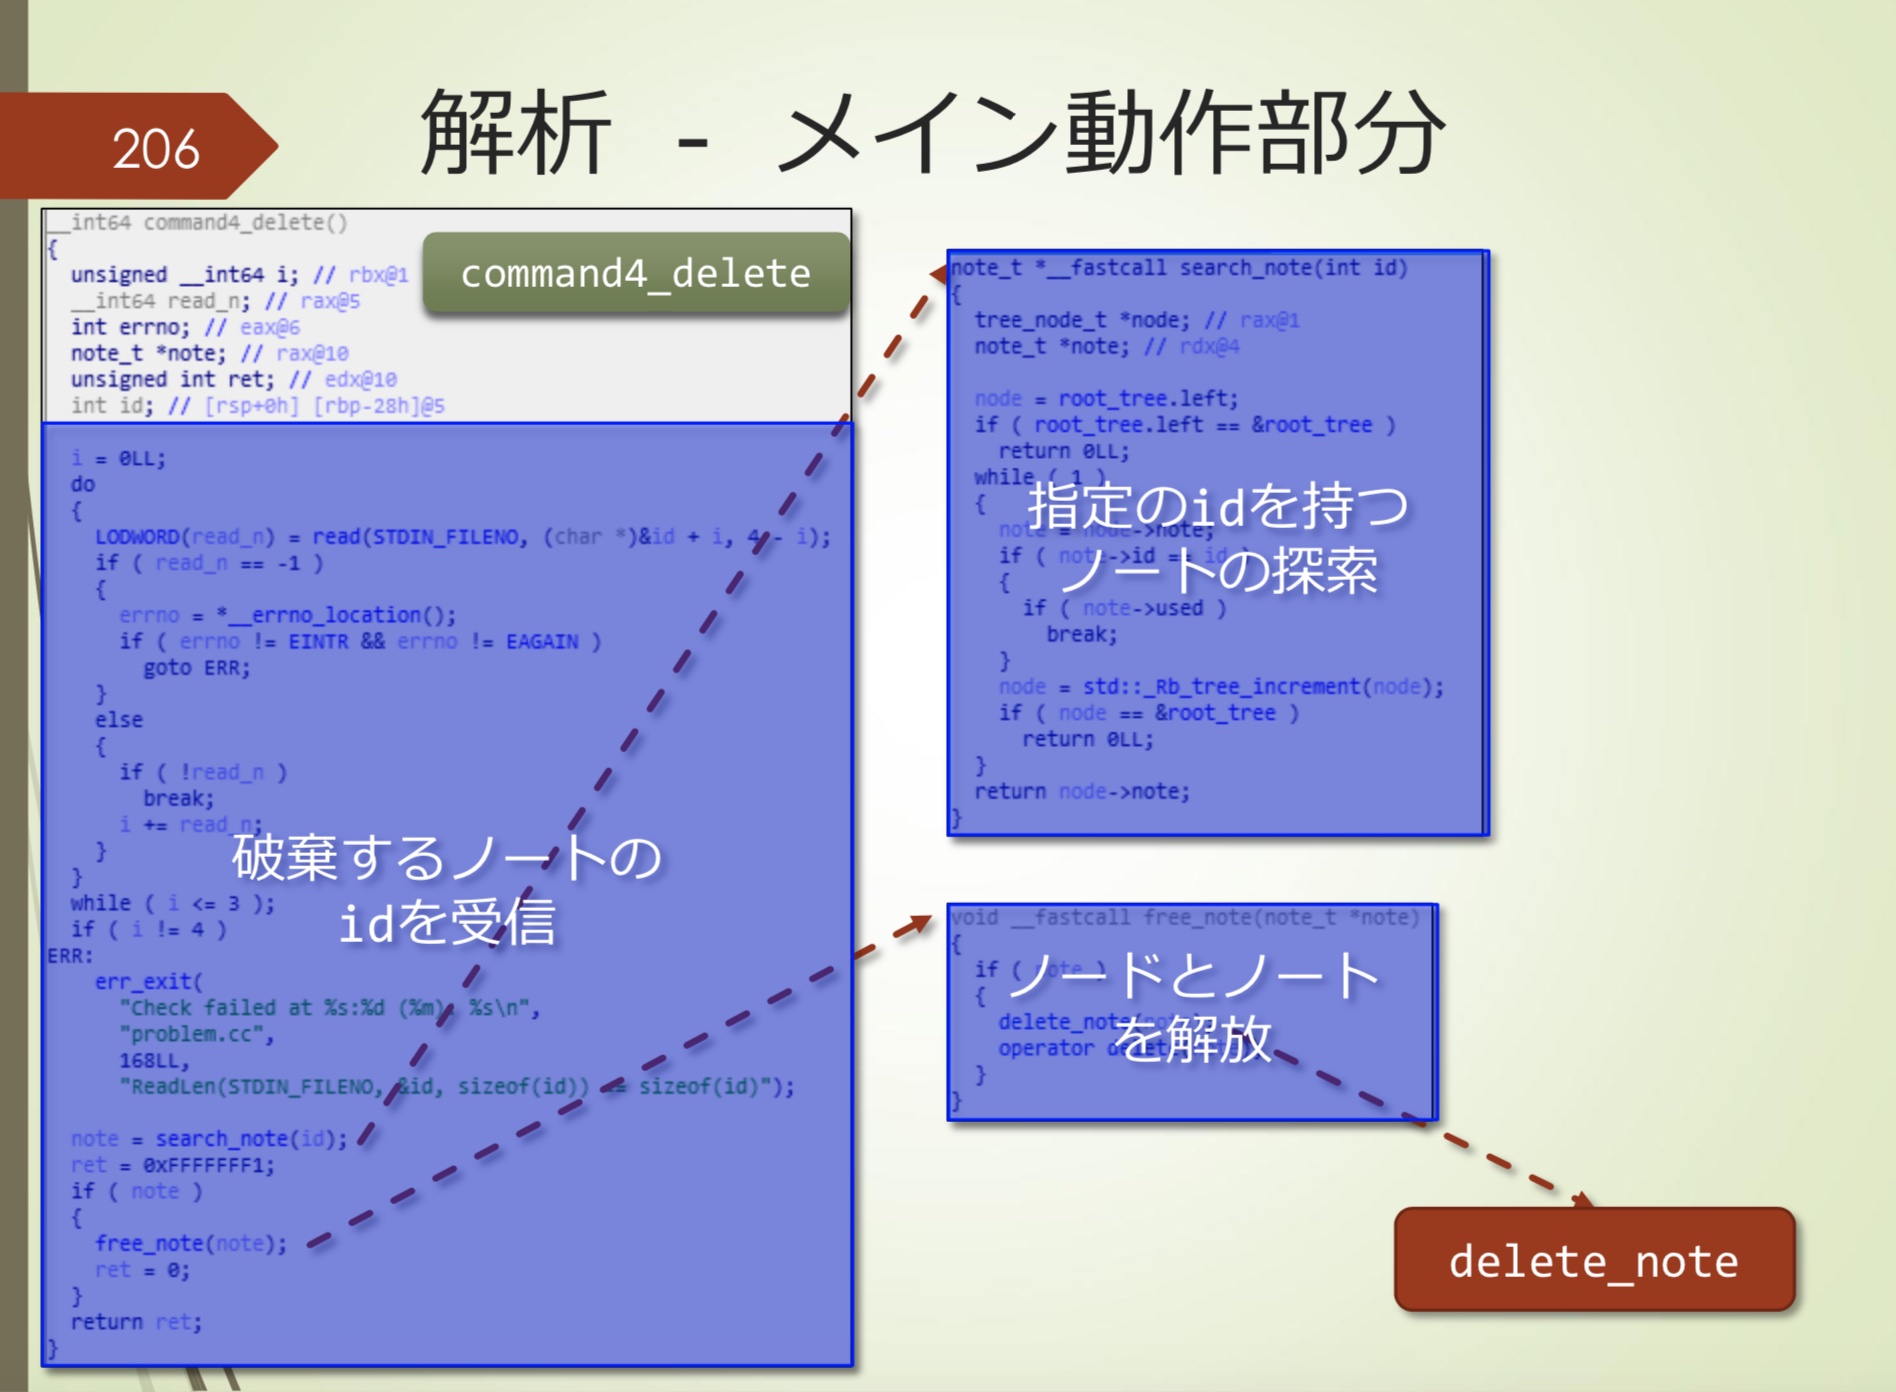 206
解析 - メイン動作部分
__int64 command4_delete()
{
command4_delete
unsigned __int64 i; // rbx@1
__int64 read_n; // rax@5
int errno; // eax@6
note_t *note; // rax@10
unsigned int ret; // edx@10
int id; // [rsp+0h] [rbp-28h]@5
i = 0LL;
do
{
LODWORD(read_n) = read(STDIN_FILENO, (char *)&id + i, 4 - i);
if ( read_n == -1 )
{
errno = *__errno_location();
if ( errno != EINTR && errno != EAGAIN )
goto ERR;
}
else
{
if ( !read_n )
break;
i += read_n;
}
}
while ( i <= 3 );
if ( i != 4 )
ERR:
err_exit(
"Check failed at %s:%d (%m) %s\n",
"problem.cc",
168LL,
"ReadLen(STDIN_FILENO, &id, sizeof(id)) == sizeof(id)");
note = search_note(id);
ret = 0xFFFFFFF1;
if ( note )
{
free_note(note);
ret = 0;
}
return ret;
}
破棄するノートの
idを受信
note_t *__fastcall search_note(int id)
{
tree_node_t *node; // rax@1
note_t *note; // rdx@4
node = root_tree.left;
if ( root_tree.left == &root_tree )
return 0LL;
while ( 1 )
{
note = node->note;
if ( note->id == id )
{
if ( note->used )
break;
}
node = std::_Rb_tree_increment(node);
if ( node == &root_tree )
return 0LL;
}
return node->note;
}
指定のidを持つ
ノートの探索
void __fastcall free_note(note_t *note)
{
if ( note )
{
delete_note(note);
operator delete
}
}
ノードとノート
を解放
delete_note